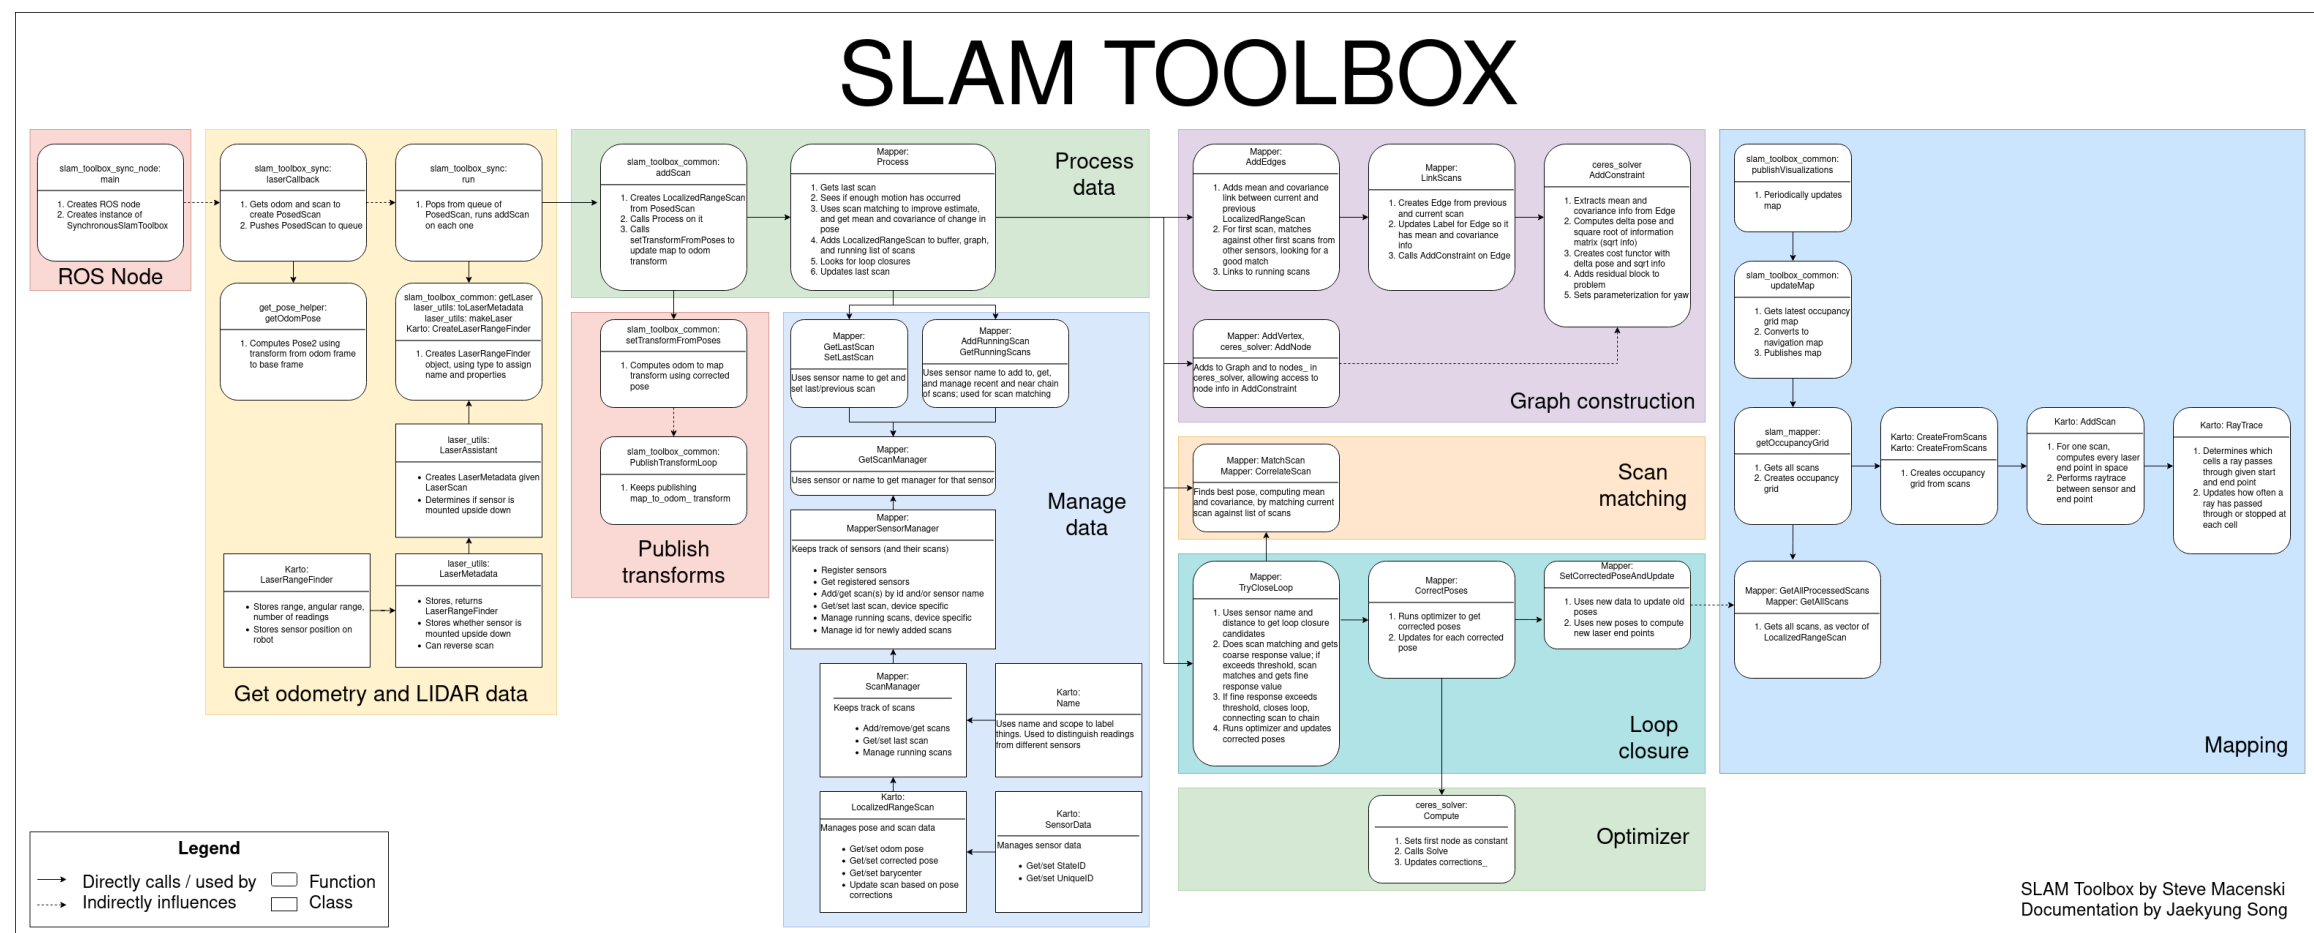 SLAM TOOLBOX
slam_toolbox_sync_node:
main
1. Creates ROS node
2. Creates instance of
SynchronousSlamToolbox
ROS Node
slam_toolbox_sync:
laserCallback
1. Gets odom and scan to
create PosedScan
2. Pushes PosedScan to queue
slam_toolbox_sync:
run
1. Pops from queue of
PosedScan, runs addScan
on each one
get_pose_helper:
getOdomPose
1. Computes Pose2 using
transform from odom frame
to base frame
slam_toolbox_common: getLaser
laser_utils: toLaserMetadata
laser_utils: makeLaser
Karto: CreateLaserRangeFinder
1. Creates LaserRangeFinder
object, using type to assign
name and properties
laser_utils:
LaserAssistant
• Creates LaserMetadata given
LaserScan
• Determines if sensor is
mounted upside down
Karto:
LaserRangeFinder
• Stores range, angular range,
number of readings
• Stores sensor position on
robot
laser_utils:
LaserMetadata
• Stores, returns
LaserRangeFinder
• Stores whether sensor is
mounted upside down
• Can reverse scan
Get odometry and LIDAR data
slam_toolbox_common:
addScan
1. Creates LocalizedRangeScan
from PosedScan
2. Calls Process on it
3. Calls
setTransformFromPoses to
update map to odom
transform
Mapper:
Process
1. Gets last scan
2. Sees if enough motion has occurred
3. Uses scan matching to improve estimate,
and get mean and covariance of change in
pose
4. Adds LocalizedRangeScan to buffer, graph,
and running list of scans
5. Looks for loop closures
6. Updates last scan
Process
data
slam_toolbox_common:
setTransformFromPoses
1. Computes odom to map
transform using corrected
pose
slam_toolbox_common:
PublishTransformLoop
1. Keeps publishing
map_to_odom_ transform
Publish
transforms
Mapper:
GetLastScan
SetLastScan
Uses sensor name to get and
set last/previous scan
Mapper:
AddRunningScan
GetRunningScans
Uses sensor name to add to, get,
and manage recent and near chain
of scans; used for scan matching
Mapper:
GetScanManager
Uses sensor or name to get manager for that sensor
Mapper:
MapperSensorManager
Keeps track of sensors (and their scans)
• Register sensors
• Get registered sensors
• Add/get scan(s) by id and/or sensor name
• Get/set last scan, device specific
• Manage running scans, device specific
• Manage id for newly added scans
Manage
data
Mapper:
ScanManager
Keeps track of scans
• Add/remove/get scans
• Get/set last scan
• Manage running scans
Karto:
Name
Uses name and scope to label
things. Used to distinguish readings
from different sensors
Karto:
LocalizedRangeScan
Manages pose and scan data
• Get/set odom pose
• Get/set corrected pose
• Get/set barycenter
• Update scan based on pose
corrections
Karto:
SensorData
Manages sensor data
• Get/set StateID
• Get/set UniqueID
Mapper:
AddEdges
1. Adds mean and covariance
link between current and
previous
LocalizedRangeScan
2. For first scan, matches
against other first scans from
other sensors, looking for a
good match
3. Links to running scans
Mapper:
LinkScans
1. Creates Edge from previous
and current scan
2. Updates Label for Edge so it
has mean and covariance
info
3. Calls AddConstraint on Edge
ceres_solver
AddConstraint
1. Extracts mean and
covariance info from Edge
2. Computes delta pose and
square root of information
matrix (sqrt info)
3. Creates cost functor with
delta pose and sqrt info
4. Adds residual block to
problem
5. Sets parameterization for yaw
Mapper: AddVertex,
ceres_solver: AddNode
Adds to Graph and to nodes_ in
ceres_solver, allowing access to
node info in AddConstraint
Graph construction
Mapper: MatchScan
Mapper: CorrelateScan
Finds best pose, computing mean
and covariance, by matching current
scan against list of scans
Scan
matching
Mapper:
TryCloseLoop
1. Uses sensor name and
distance to get loop closure
candidates
2. Does scan matching and gets
coarse response value; if
exceeds threshold, scan
matches and gets fine
response value
3. If fine response exceeds
threshold, closes loop,
connecting scan to chain
4. Runs optimizer and updates
corrected poses
Mapper:
CorrectPoses
1. Runs optimizer to get
corrected poses
2. Updates for each corrected
pose
Mapper:
SetCorrectedPoseAndUpdate
1. Uses new data to update old
poses
2. Uses new poses to compute
new laser end points
Loop
closure
ceres_solver:
Compute
1. Sets first node as constant
2. Calls Solve
3. Updates corrections_
Optimizer
slam_toolbox_common:
publishVisualizations
1. Periodically updates
map
slam_toolbox_common:
updateMap
1. Gets latest occupancy
grid map
2. Converts to
navigation map
3. Publishes map
slam_mapper:
getOccupancyGrid
1. Gets all scans
2. Creates occupancy
grid
Karto: CreateFromScans
Karto: CreateFromScans
1. Creates occupancy
grid from scans
Karto: AddScan
1. For one scan,
computes every laser
end point in space
2. Performs raytrace
between sensor and
end point
Karto: RayTrace
1. Determines which
cells a ray passes
through given start
and end point
2. Updates how often a
ray has passed
through or stopped at
each cell
Mapper: GetAllProcessedScans
Mapper: GetAllScans
1. Gets all scans, as vector of
LocalizedRangeScan
Mapping
Legend
Directly calls / used by
Function
Indirectly influences
Class
SLAM Toolbox by Steve Macenski
Documentation by Jaekyung Song